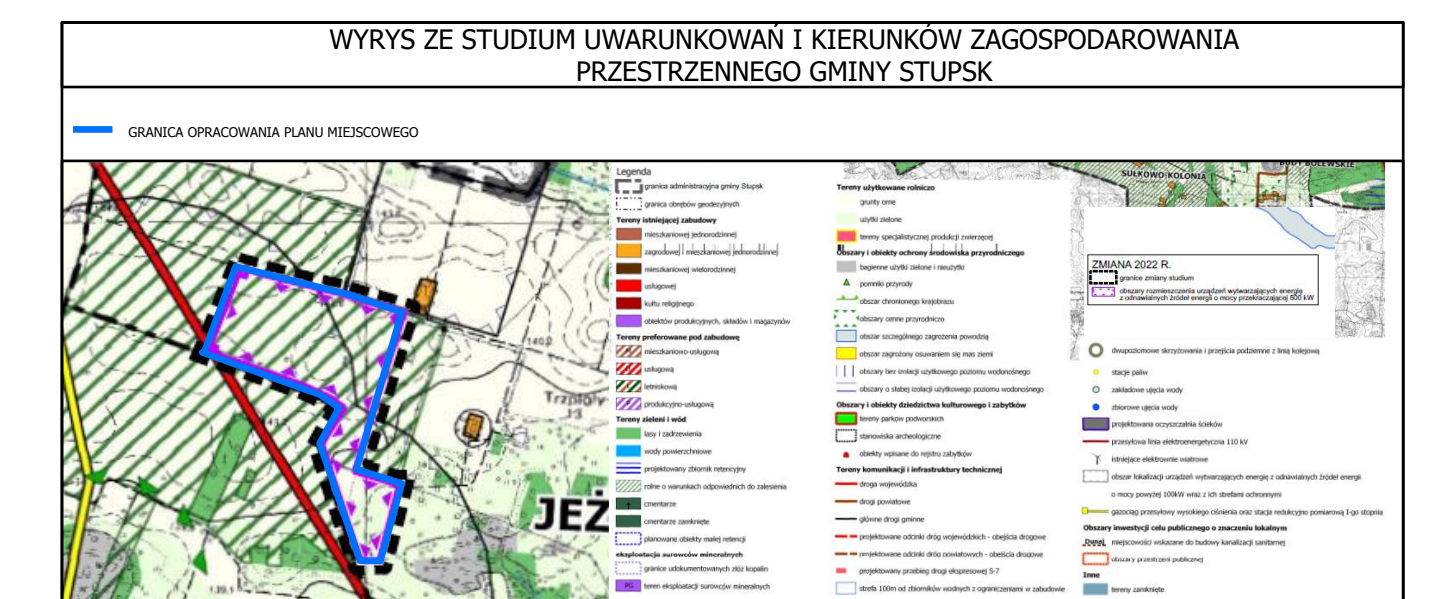 WYRYS ZE STUDIUM UWARUNKOWAŃ I KIERUNKÓW ZAGOSPODAROWANIA
PRZESTRZENNEGO GMINY STUPSK
GRANICA OPRACOWANIA PLANU MIEJSCOWEGO
JEŻ
Legenda
granica administracyjna gminy Stupsk
granica obrębów geodezyjnych
Tereny istniejącej zabudowy
mieszkaniowej jednorodzinnej
zagrodowej i mieszkaniowej jednorodzinnej
mieszkaniowej wielorodzinnej
usługowej
kultu religijnego
obiektów produkcyjnych, składów i magazynów
Tereny preferowane pod zabudowę
mieszkaniowo-usługową
usługową
letniskową
produkcyjno-usługową
Tereny zieleni i wód
lasy i zadrzewienia
wody powierzchniowe
projektowany zbiornik retencyjny
rolne o warunkach odpowiednich do zalesienia
cmentarze
cmentarze zamknięte
planowane obiekty małej retencji
eksploatacja surowców mineralnych
granice udokumentowanych złóż kopalin
PG teren eksploatacji surowców mineralnych
Tereny użytkowane rolniczo
grunty orne
użytki zielone
tereny specjalistycznej produkcji zwierzęcej
Obszary i obiekty ochrony środowiska przyrodniczego
bagienne użytki zielone i nieużytki
pomniki przyrody
obszar chronionego krajobrazu
obszary cenne przyrodniczo
obszar szczególnego zagrożenia powodzią
obszar zagrożony osuwaniem się mas ziemi
obszary bez izolacji użytkowego poziomu wodonośnego
obszary o słabej izolacji użytkowego poziomu wodonośnego
Obszary i obiekty dziedzictwa kulturowego i zabytków
tereny parków podworskich
stanowiska archeologiczne
obiekty wpisane do rejstru zabytków
Tereny komunikacji i infrastruktury technicznej
droga wojewódzka
drogi powiatowe
główne drogi gminne
projektowane odcinki dróg wojewódzkich - obejścia drogowe
projektowane odcinki dróg powiatowych - obejścia drogowe
projektowany przebieg drogi ekspresowej S-7
strefa 100m od zbiorników wodnych z ograniczeniami w zabudowie
BUDY BOLEWSKIE
SUŁKOWO-KOLONIA
ZMIANA 2022 R.
granice zmiany studium
obszary rozmieszczenia urządzeń wytwarzających energię
z odnawialnych źródeł energii o mocy przekraczającej 500 kW
dwupoziomowe skrzyżowania i przejścia podziemne z linią kolejową
stacje paliw
zakładowe ujęcia wody
zbiorowe ujęcia wody
projektowana oczyszczalnia ścieków
przesyłowa linia elektroenergetyczna 110 kV
istniejące elektrownie wiatrowe
obszar lokalizacji urządzeń wytwarzających energię z odnawialnych źródeł energii
o mocy powyżej 100kW wraz z ich strefami ochronnymi
gazociąg przesyłowy wysokiego ciśnienia oraz stacja redukcyjno pomiarową I-go stopnia
Obszary inwestycji celu publicznego o znaczeniu lokalnym
Dunaj miejscowości wskazane do budowy kanalizacji sanitarnej
obszary przestrzeni publicznej
Inne
tereny zamknięte